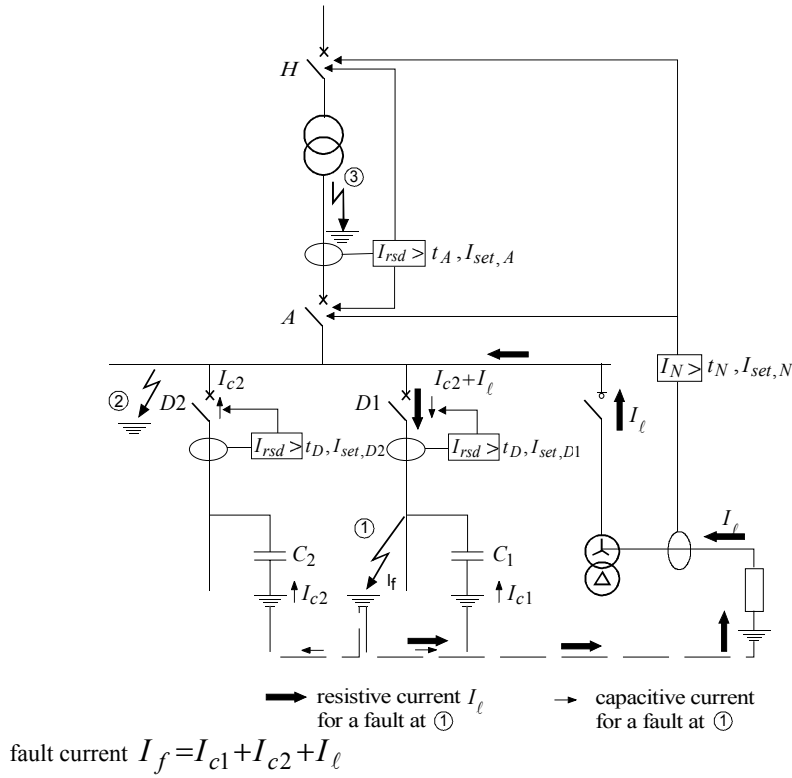 H
③
I_rsd > t_A , I_set,A
A
I_N > t_N , I_set,N
②
D2
I_c2
D1
I_c2 + I_ℓ
I_ℓ
I_rsd > t_D , I_set,D2
I_rsd > t_D , I_set,D1
I_ℓ
①
C_2
I_f
C_1
I_c2
I_c1
resistive current I_ℓ
for a fault at ①
capacitive current
for a fault at ①
fault current I_f = I_c1 + I_c2 + I_ℓ